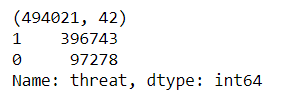 (494021, 42)
1    396743
0     97278
Name: threat, dtype: int64